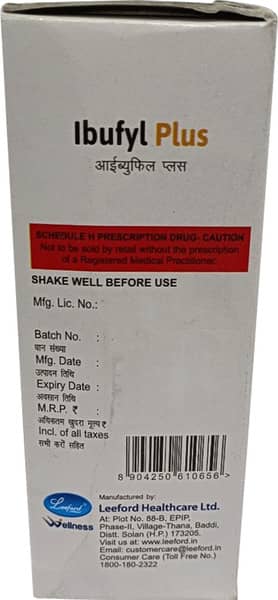 Ibufyl Plus
आईब्युफिल प्लस
SCHEDULE H PRESCRIPTION DRUG- CAUTION
Not to be sold by retail without the prescription
of a Registered Medical Practitioner.
SHAKE WELL BEFORE USE
Mfg. Lic. No.:
Batch No. :
घान संख्या
Mfg. Date :
उत्पादन तिथि
Expiry Date :
अवसान तिथि
M.R.P. ₹ :
अधिकतम खुदरा मूल्य ₹
Incl. of all taxes
सभी करों सहित
8 904250 610656 >
Leeford
Wellness
Manufactured by:
Leeford Healthcare Ltd.
At: Plot No. 88-B, EPIP,
Phase-II, Village-Thana, Baddi,
Distt. Solan (H.P.) 173205.
Visit us at: www.leeford.in
Email: customercare@leeford.in
Consumer Care (Toll Free No.)
1800-180-2322